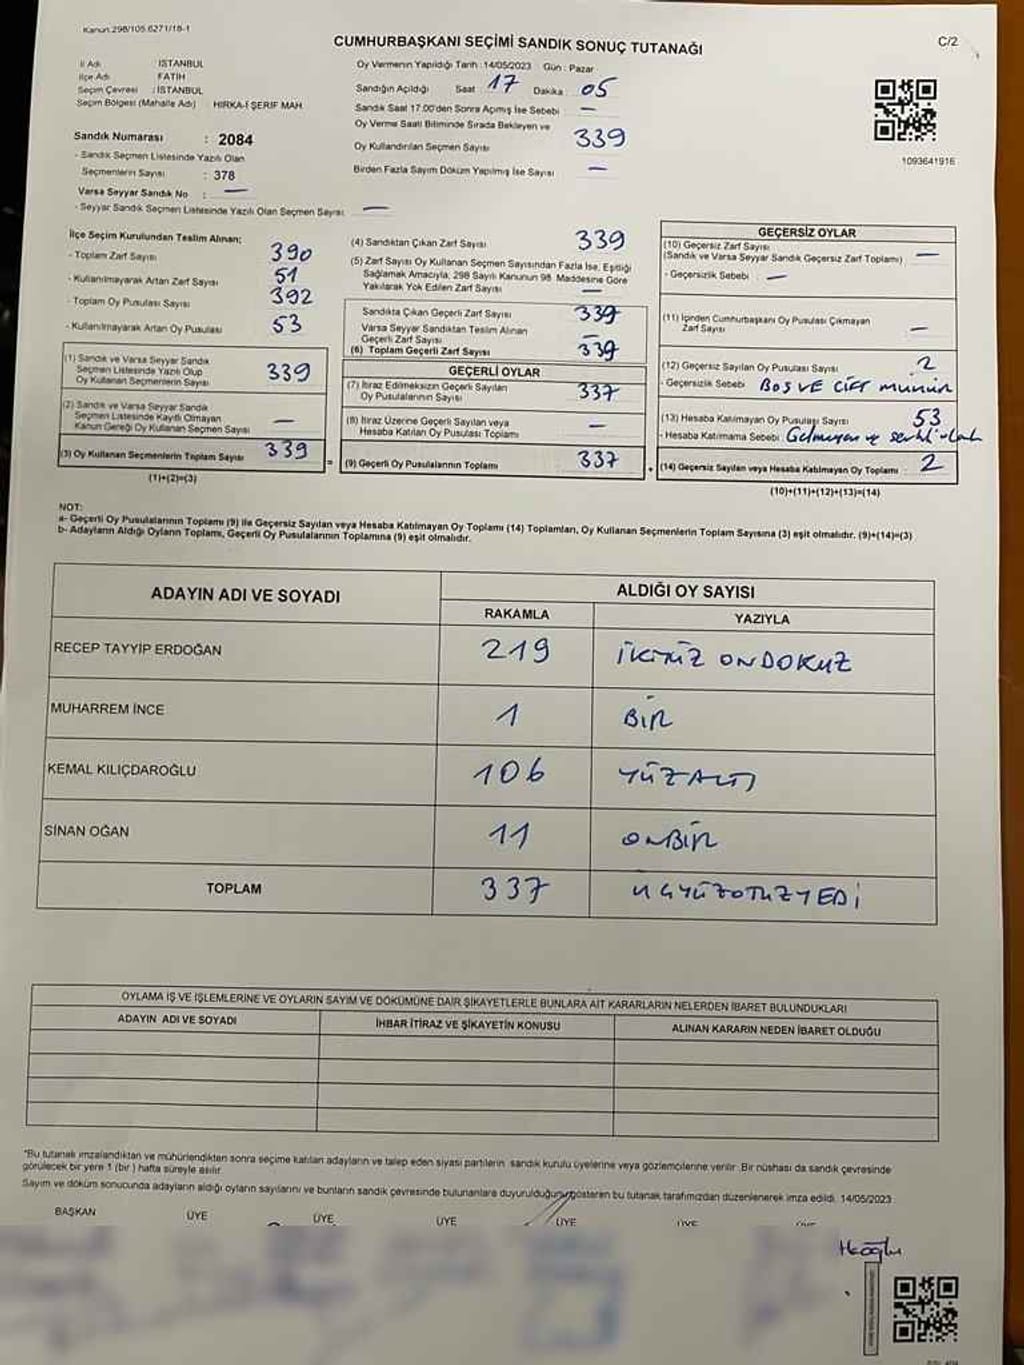 Kanun:298/105.6271/18-1
C/2
CUMHURBAŞKANI SEÇİMİ SANDIK SONUÇ TUTANAĞI
İl Adı İSTANBUL
İlçe Adı FATİH
Seçim Çevresi : İSTANBUL
Seçim Bölgesi (Mahalle Adı) HIRKA-İ ŞERİF MAH.
Sandık Numarası : 2084
- Sandık Seçmen Listesinde Yazılı Olan
Seçmenlerin Sayısı : 378
Varsa Seyyar Sandık No : —
- Seyyar Sandık Seçmen Listesinde Yazılı Olan Seçmen Sayısı: —
Oy Vermenin Yapıldığı Tarih :14/05/2023 Gün : Pazar
Sandığın Açıldığı Saat 17 Dakika 05
Sandık Saat 17.00'den Sonra Açımış İse Sebebi —
Oy Verme Saati Bitiminde Sırada Bekleyen ve
Oy Kullandırılan Seçmen Sayısı 339
Birden Fazla Sayım Döküm Yapılmış İse Sayısı —
1093641916
İlçe Seçim Kurulundan Teslim Alınan;
- Toplam Zarf Sayısı 390
- Kullanılmayarak Artan Zarf Sayısı 51
- Toplam Oy Pusulası Sayısı 392
- Kullanılmayarak Artan Oy Pusulası 53
(1) Sandık ve Varsa Seyyar Sandık
Seçmen Listesinde Yazılı Olup
Oy Kullanan Seçmenlerin Sayısı 339
(2) Sandık ve Varsa Seyyar Sandık
Seçmen Listesinde Kayıtlı Olmayan
Kanun Gereği Oy Kullanan Seçmen Sayısı —
(3) Oy Kullanan Seçmenlerin Toplam Sayısı 339 =
(1)+(2)=(3)
(4) Sandıktan Çıkan Zarf Sayısı 339
(5) Zarf Sayısı Oy Kullanan Seçmen Sayısından Fazla İse, Eşitliği
Sağlamak Amacıyla, 298 Sayılı Kanunun 98. Maddesine Göre
Yakılarak Yok Edilen Zarf Sayısı —
Sandıkta Çıkan Geçerli Zarf Sayısı 339
Varsa Seyyar Sandıktan Teslim Alınan
Geçerli Zarf Sayısı —
(6) Toplam Geçerli Zarf Sayısı 339
GEÇERLİ OYLAR
(7) İtiraz Edilmeksizin Geçerli Sayılan
Oy Pusulalarının Sayısı 337
(8) İtiraz Üzerine Geçerli Sayılan veya
Hesaba Katılan Oy Pusulası Toplamı —
(9) Geçerli Oy Pusulalarının Toplamı 337 +
GEÇERSİZ OYLAR
(10) Geçersiz Zarf Sayısı
(Sandık ve Varsa Seyyar Sandık Geçersiz Zarf Toplamı) —
- Geçersizlik Sebebi : —
(11) İçinden Cumhurbaşkanı Oy Pusulası Çıkmayan
Zarf Sayısı —
(12) Geçersiz Sayılan Oy Pusulası Sayısı 2
- Geçersizlik Sebebi BOŞ VE ÇİFT MÜHÜR
(13) Hesaba Katılmayan Oy Pusulası Sayısı 53
- Hesaba Katılmama Sebebi Gelmeyen ve
(14) Geçersiz Sayılan veya Hesaba Katılmayan Oy Toplamı 2
(10)+(11)+(12)+(13)=(14)
NOT:
a- Geçerli Oy Pusulalarının Toplamı (9) ile Geçersiz Sayılan veya Hesaba Katılmayan Oy Toplamı (14) Toplamları, Oy Kullanan Seçmenlerin Toplam Sayısına (3) eşit olmalıdır. (9)+(14)=(3)
b- Adayların Aldığı Oyların Toplamı, Geçerli Oy Pusulalarının Toplamına (9) eşit olmalıdır.
ADAYIN ADI VE SOYADI ALDIĞI OY SAYISI
RAKAMLA YAZIYLA
RECEP TAYYİP ERDOĞAN 219 İKİYÜZ ONDOKUZ
MUHARREM İNCE 1 BİR
KEMAL KILIÇDAROĞLU 106 YÜZALTI
SİNAN OĞAN 11 ONBİR
TOPLAM 337 ÜÇYÜZOTUZYEDİ
OYLAMA İŞ VE İŞLEMLERİNE VE OYLARIN SAYIM VE DÖKÜMÜNE DAİR ŞİKAYETLERLE BUNLARA AİT KARARLARIN NELERDEN İBARET BULUNDUKLARI
ADAYIN ADI VE SOYADI İHBAR İTİRAZ VE ŞİKAYETİN KONUSU ALINAN KARARIN NEDEN İBARET OLDUĞU
*Bu tutanak imzalandıktan ve mühürlendikten sonra seçime katılan adayların ve talep eden siyasi partilerin sandık kurulu üyelerine veya gözlemcilerine verilir. Bir nüshası da sandık çevresinde
görülecek bir yere 1 (bir ) hafta süreyle asılır.
Sayım ve döküm sonucunda adayların aldığı oyların sayılarını ve bunların sandık çevresinde bulunanlara duyurulduğunu gösteren bu tutanak tarafımızdan düzenlenerek imza edildi. 14/05/2023
BAŞKAN ÜYE ÜYE ÜYE ÜYE ÜYE ÜYE